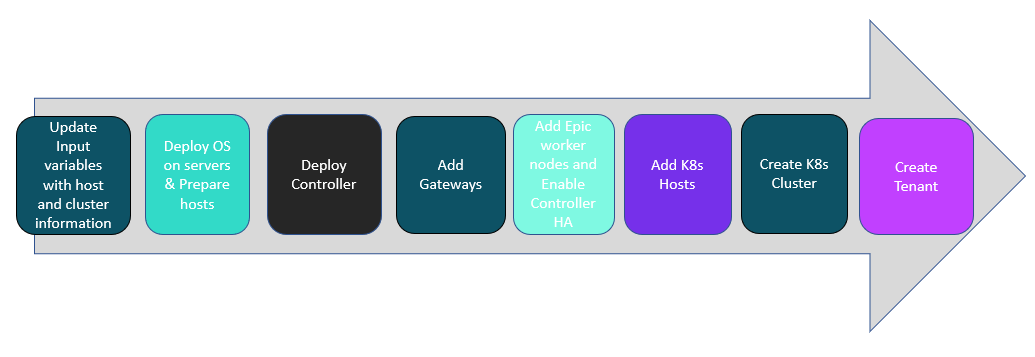 Update
Input
variables
with host
and cluster
information
Deploy OS
on servers
& Prepare
hosts
Deploy
Controller
Add
Gateways
Add Epic
worker
nodes and
Enable
Controller
HA
Add K8s
Hosts
Create K8s
Cluster
Create
Tenant